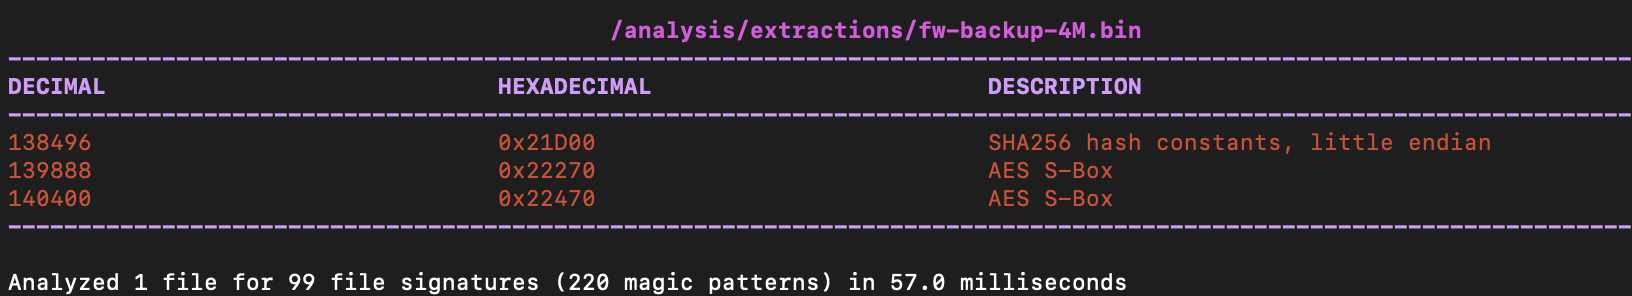 /analysis/extractions/fw-backup-4M.bin
DECIMAL HEXADECIMAL DESCRIPTION
138496 0x21D00 SHA256 hash constants, little endian
139888 0x22270 AES S-Box
140400 0x22470 AES S-Box
Analyzed 1 file for 99 file signatures (220 magic patterns) in 57.0 milliseconds